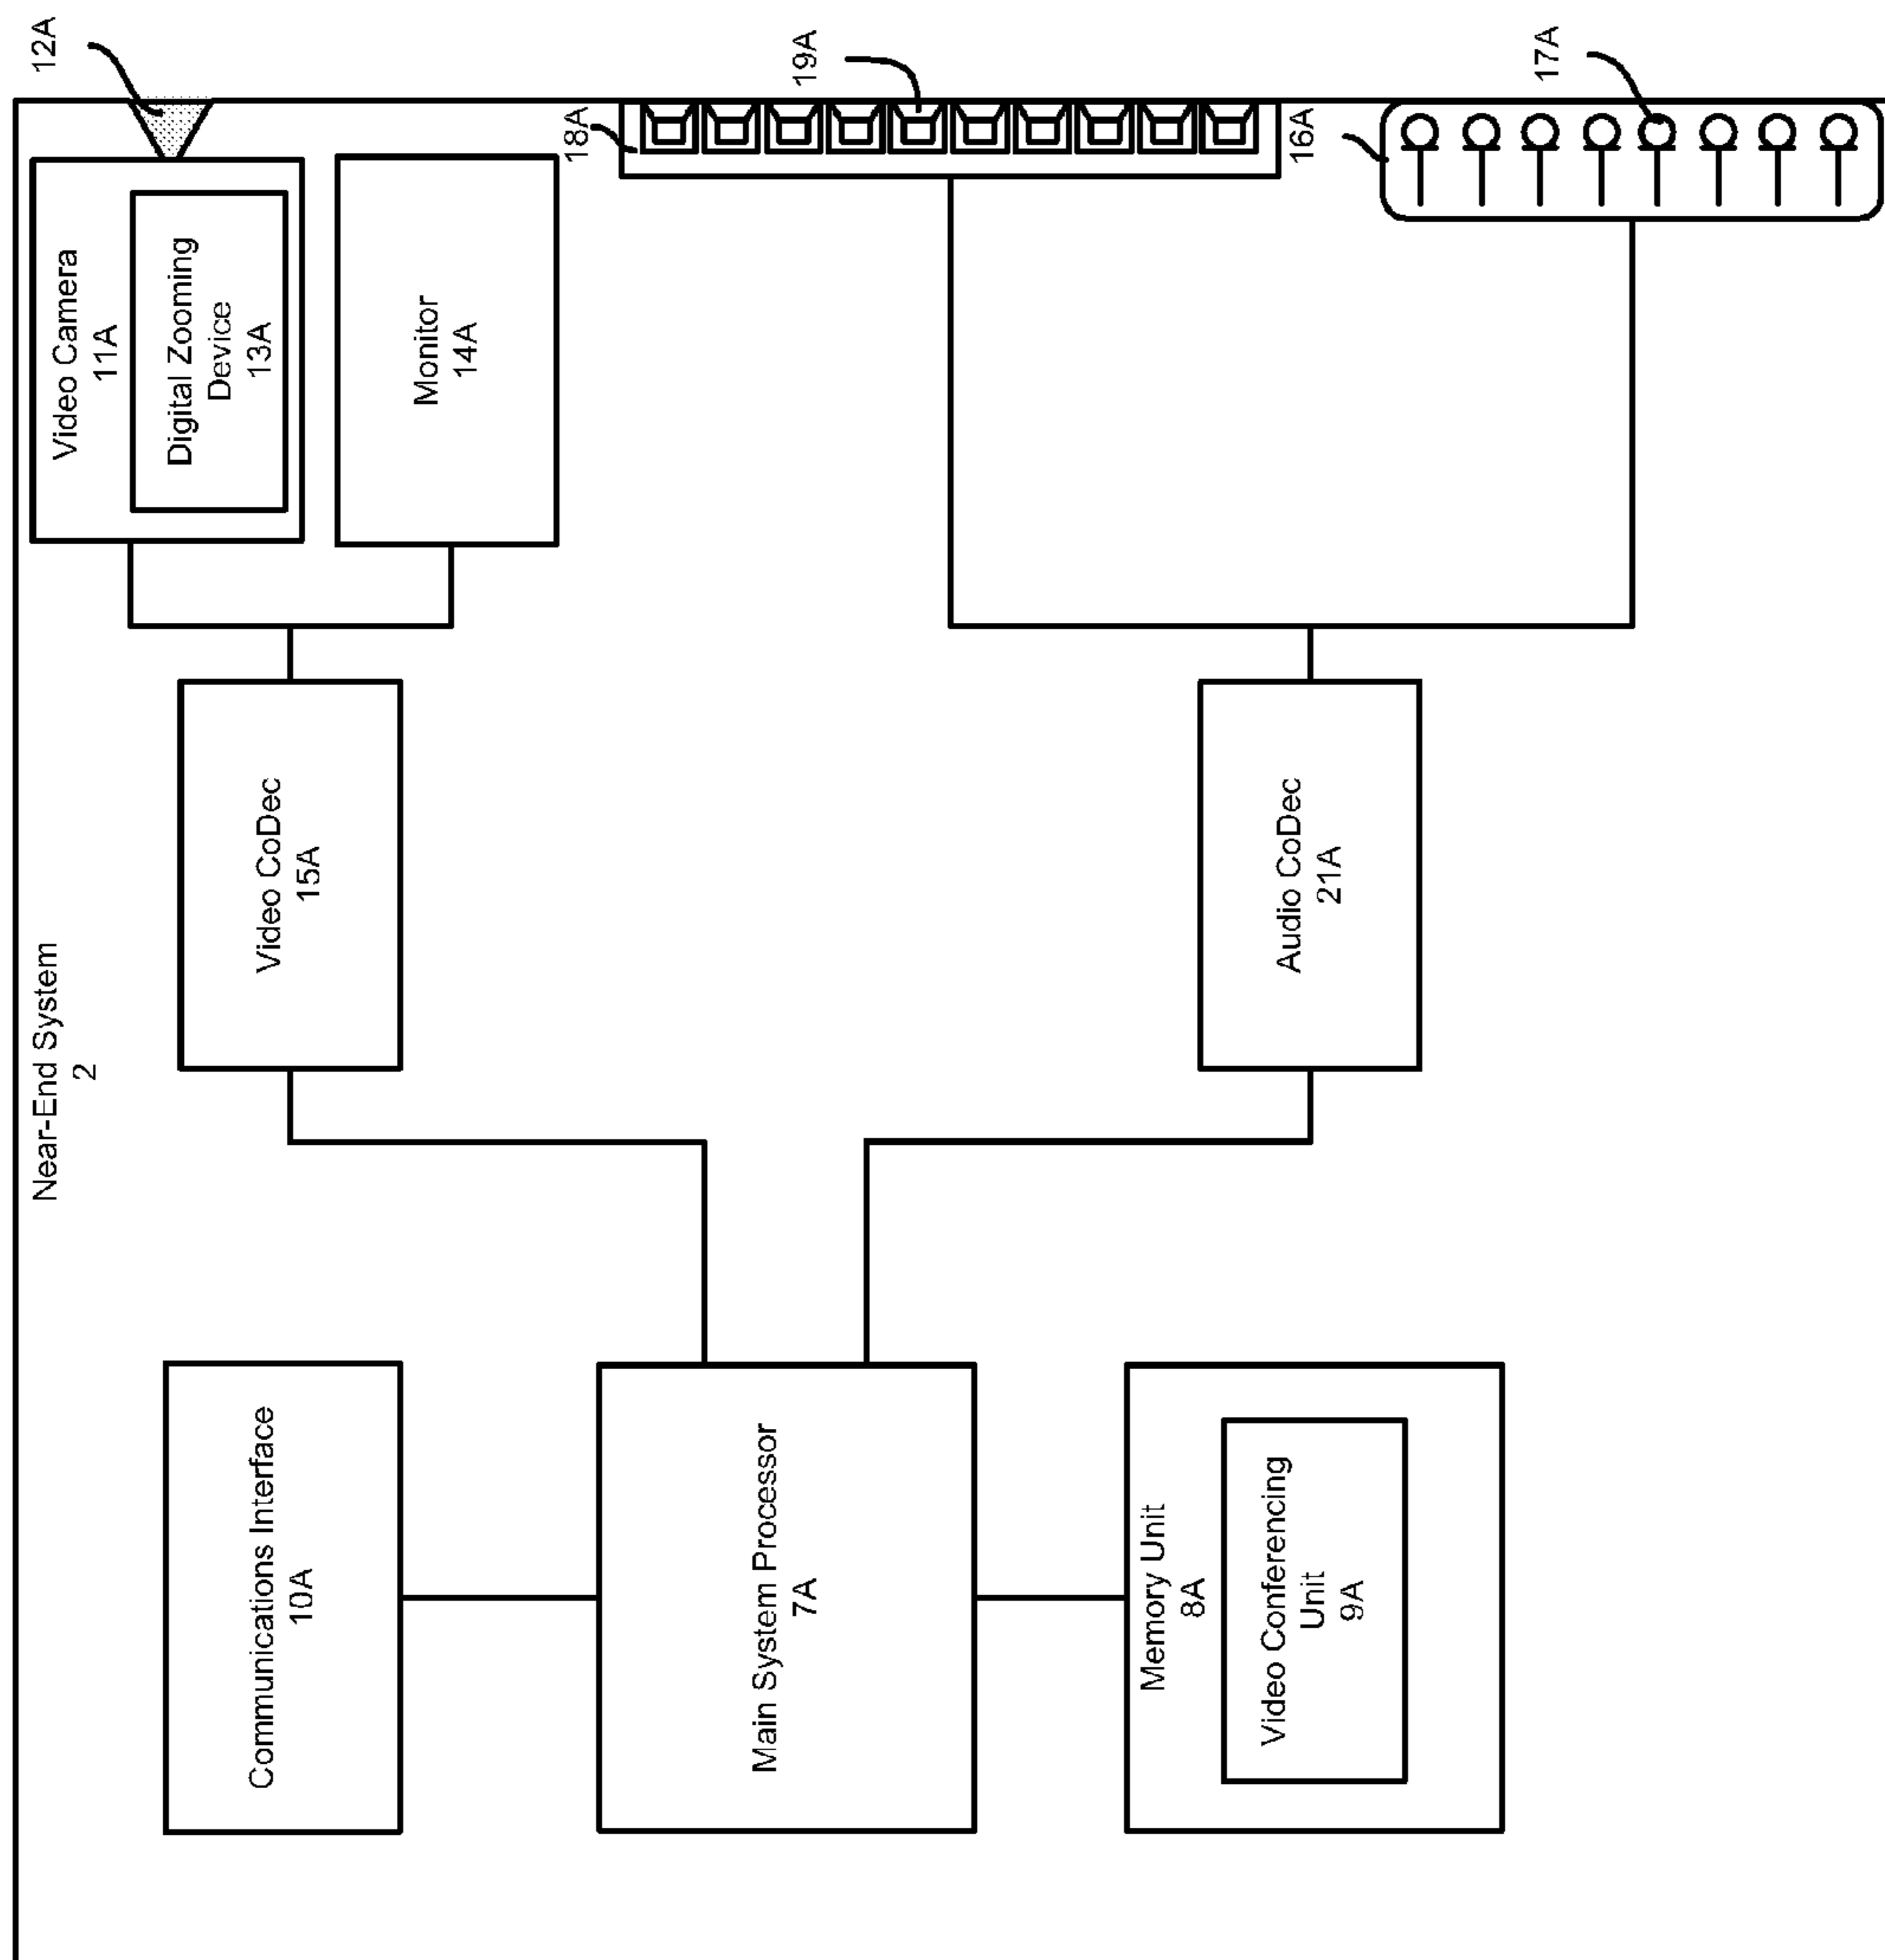 Near-End System
2
Communications Interface
10A
Video CoDec
15A
Video Camera
11A
Digital Zooming
Device
13A
12A
Monitor
14A
Main System Processor
7A
18A
19A
Memory Unit
8A
Video Conferencing
Unit
9A
Audio CoDec
21A
16A
17A